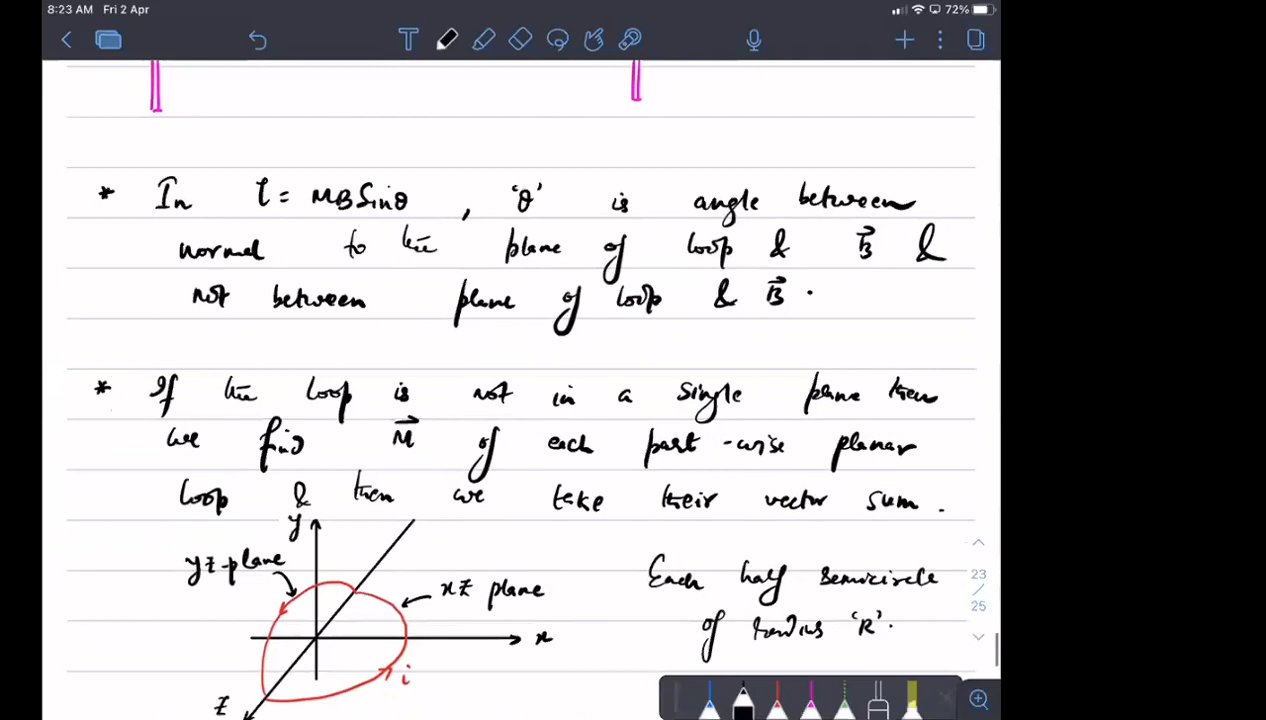 8:23 AM Fri 2 Apr
72%
* In τ = MB Sinθ , 'θ' is angle between
normal to the plane of loop & B⃗ &
not between plane of loop & B⃗ .
* If the loop is not in a single plane then
we find M⃗ of each part-wise planar
loop & then we take their vector sum .
y
yz-plane
xz plane
x
i
z
Each half semicircle
of radius 'R'.
23
/
25